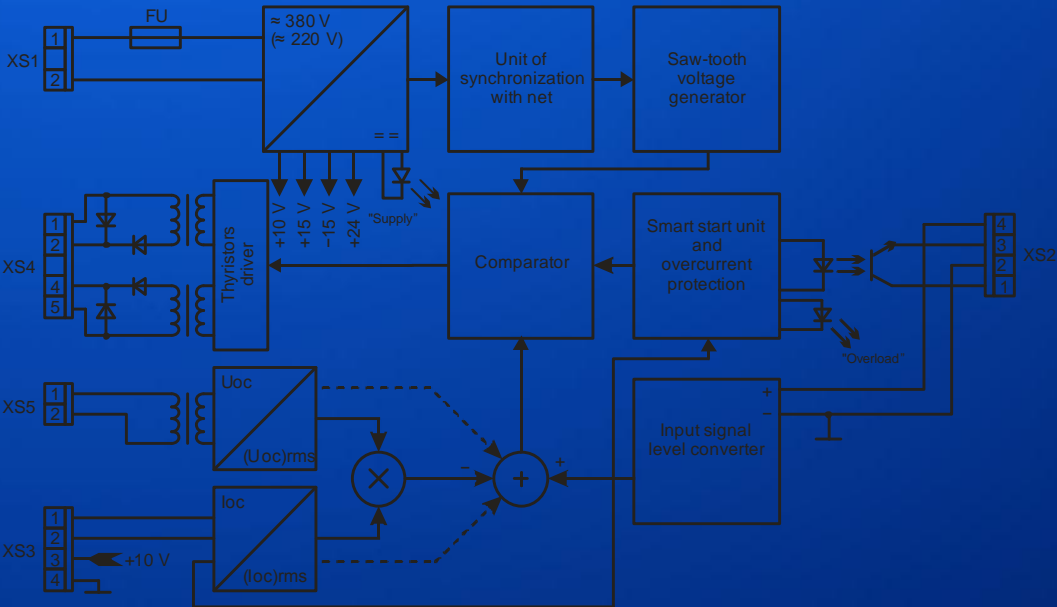 FU
XS1
1
2
≈ 380 V
(≈ 220 V)
= =
Unit of
synchronization
with net
Saw-tooth
voltage
generator
+10 V
+15 V
−15 V
+24 V
"Supply"
XS4
1
2
4
5
Thyristors
driver
Comparator
Smart start unit
and
overcurrent
protection
"Overload"
4
3
2
1
XS2
XS5
1
2
Uoc
(Uoc)rms
×
−
+
+
Input signal
level converter
+
−
XS3
1
2
3
4
+10 V
Ioc
(Ioc)rms